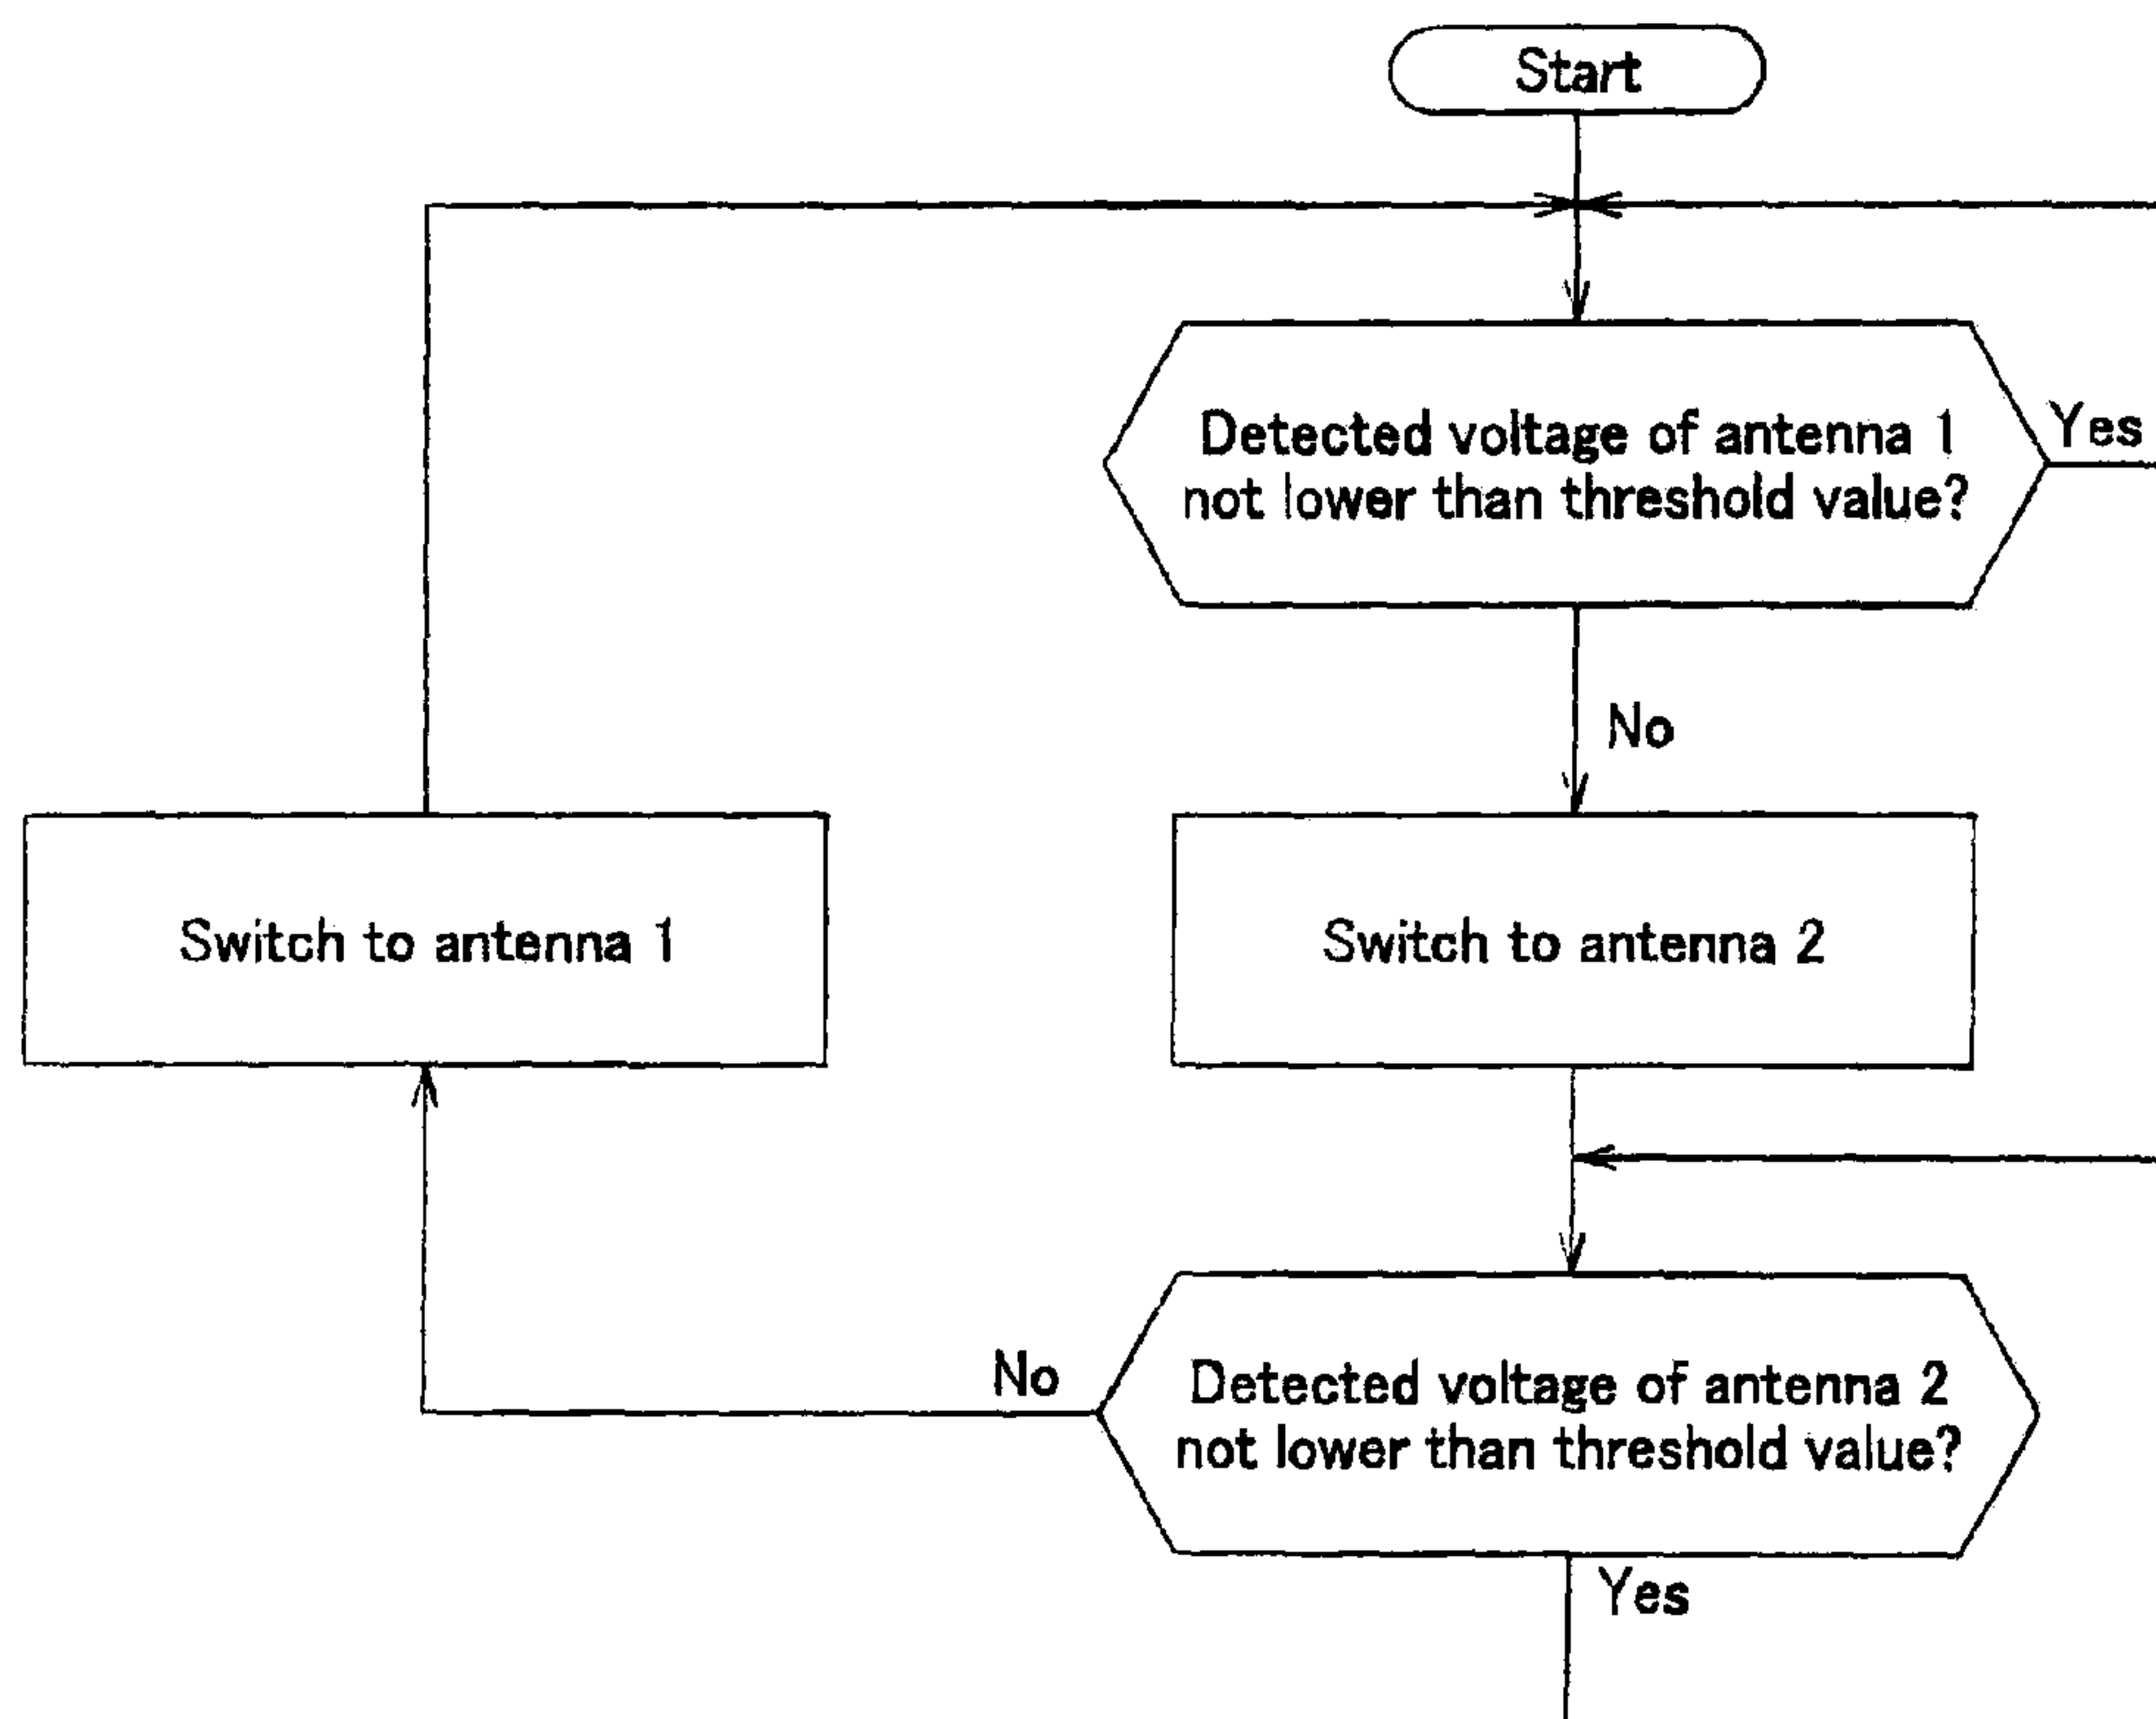 Start
Detected voltage of antenna 1
not lower than threshold value?
Yes
No
Switch to antenna 1
Switch to antenna 2
No
Detected voltage of antenna 2
not lower than threshold value?
Yes